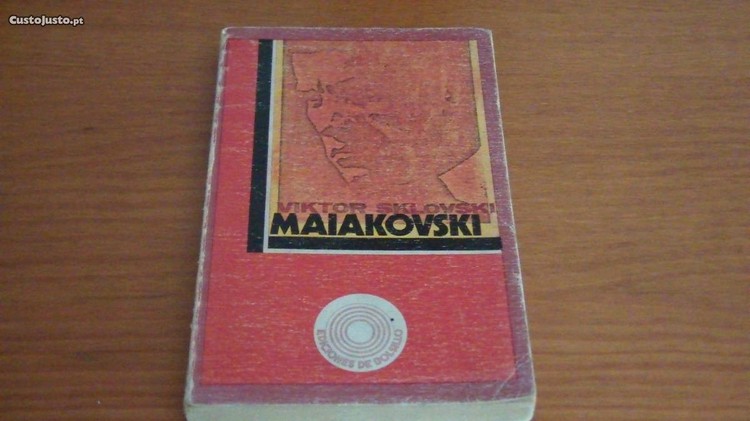 CustoJusto.pt
VIKTOR SKLOVSKI
MAIAKOVSKI
EDICIONES DE BOLSILLO